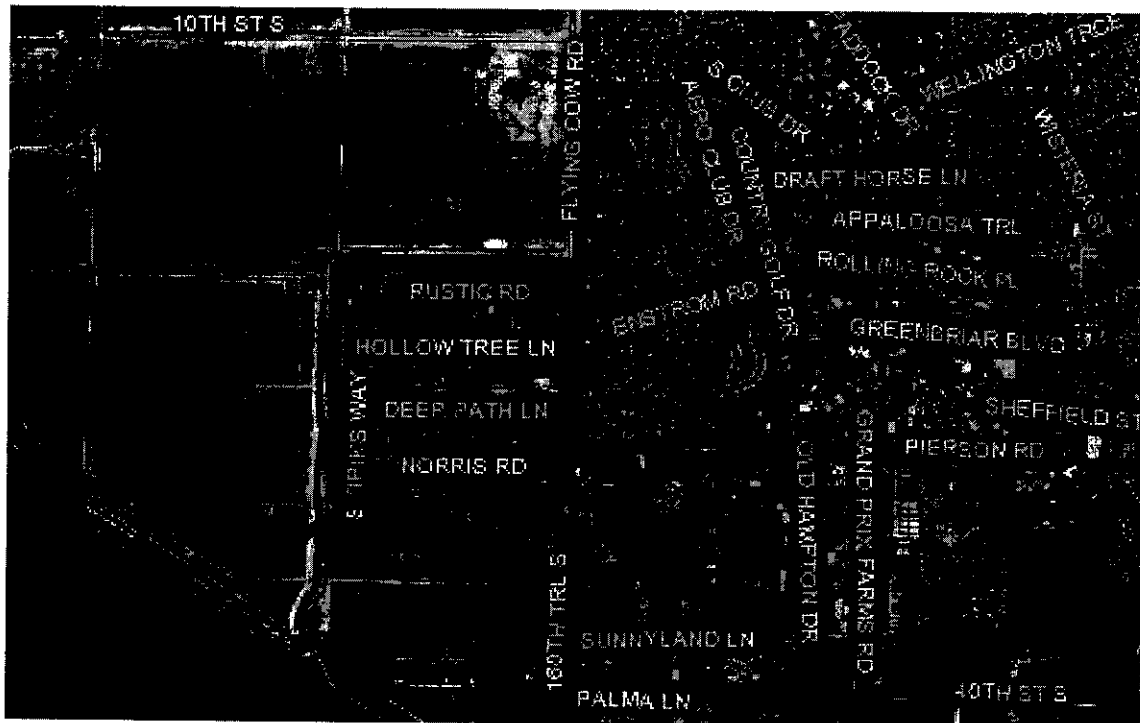 10TH ST S
FLYING COW RD
WELLINGTON
S CLUB DR
AERO CLUB DR
COUNTRY GOLF DR
DRAFT HORSE LN
APPALOOSA TRL
ROLLING ROCK PL
RUSTIC RD
ENSTROM RD
GREENBRIAR BLVD
HOLLOW TREE LN
DEER PATH LN
SHEFFIELD ST
PIERSON RD
NORRIS RD
WAY
OLD HAMPTON DR
GRAND PRIX FARMS RD
160TH TRL S
SUNNYLAND LN
PALMA LN
40TH ST S